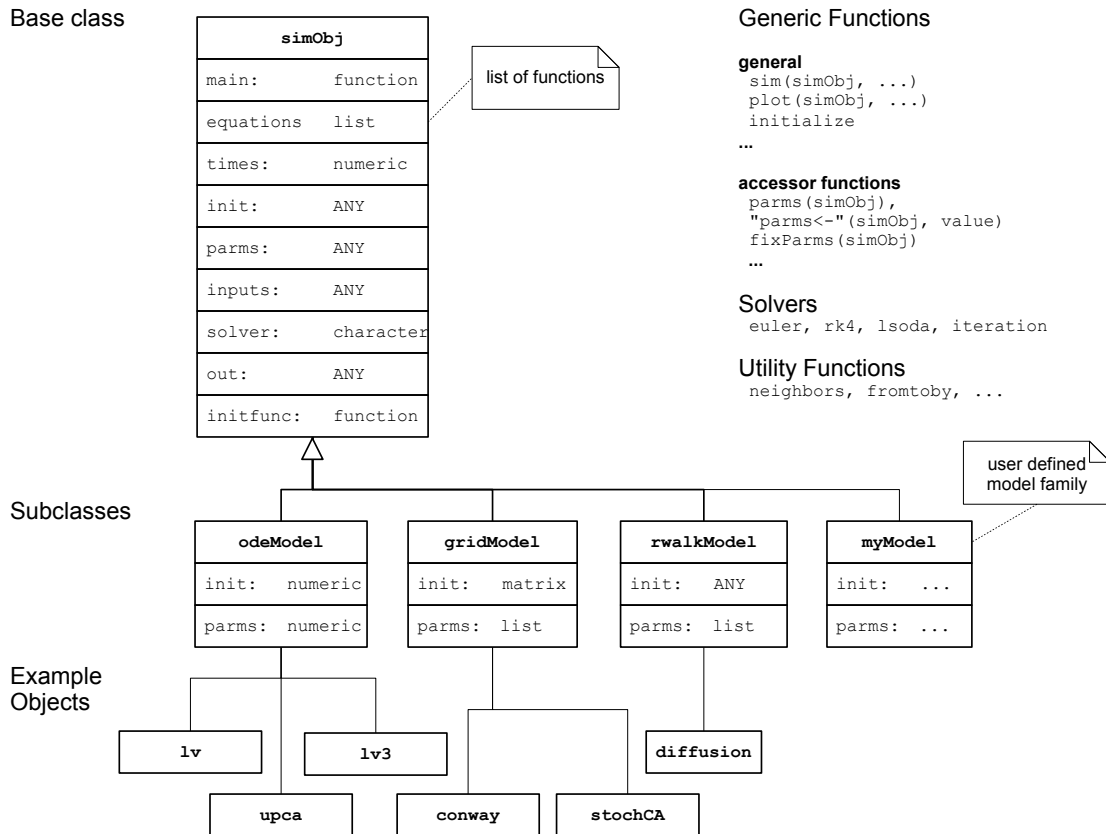 Base class
simObj
main: function
equations list
times: numeric
init: ANY
parms: ANY
inputs: ANY
solver: character
out: ANY
initfunc: function
list of functions
Generic Functions
general
sim(simObj, ...)
plot(simObj, ...)
initialize
...
accessor functions
parms(simObj),
"parms<-"(simObj, value)
fixParms(simObj)
...
Solvers
euler, rk4, lsoda, iteration
Utility Functions
neighbors, fromtoby, ...
user defined
model family
Subclasses
odeModel
init: numeric
parms: numeric
gridModel
init: matrix
parms: list
rwalkModel
init: ANY
parms: list
myModel
init: ...
parms: ...
Example
Objects
lv
lv3
diffusion
upca
conway
stochCA